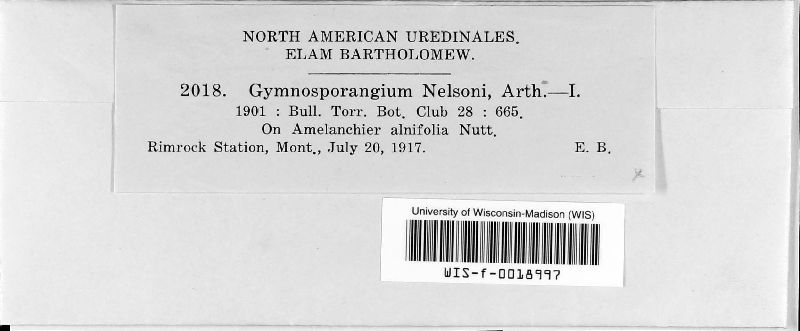 NORTH AMERICAN UREDINALES.
ELAM BARTHOLOMEW.
2018. Gymnosporangium Nelsoni, Arth.—I.
1901 : Bull. Torr. Bot. Club 28 : 665.
On Amelanchier alnifolia Nutt.
Rimrock Station, Mont., July 20, 1917. E. B.
University of Wisconsin-Madison (WIS)
WIS-f-0018997